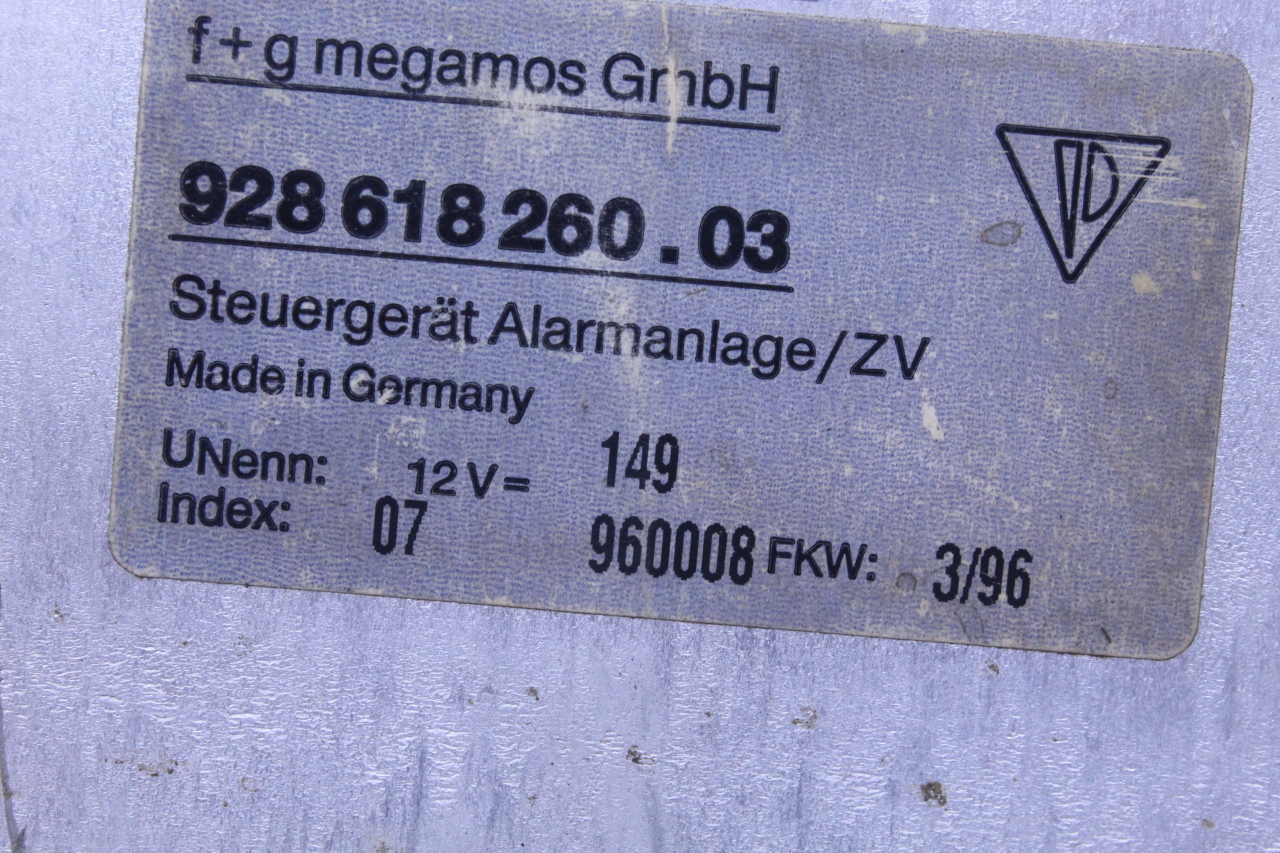 f+g megamos GmbH
928 618 260 . 03
Steuergerät Alarmanlage/ZV
Made in Germany
UNenn: 12 V= 149
Index: 07 960008 FKW: 3/96